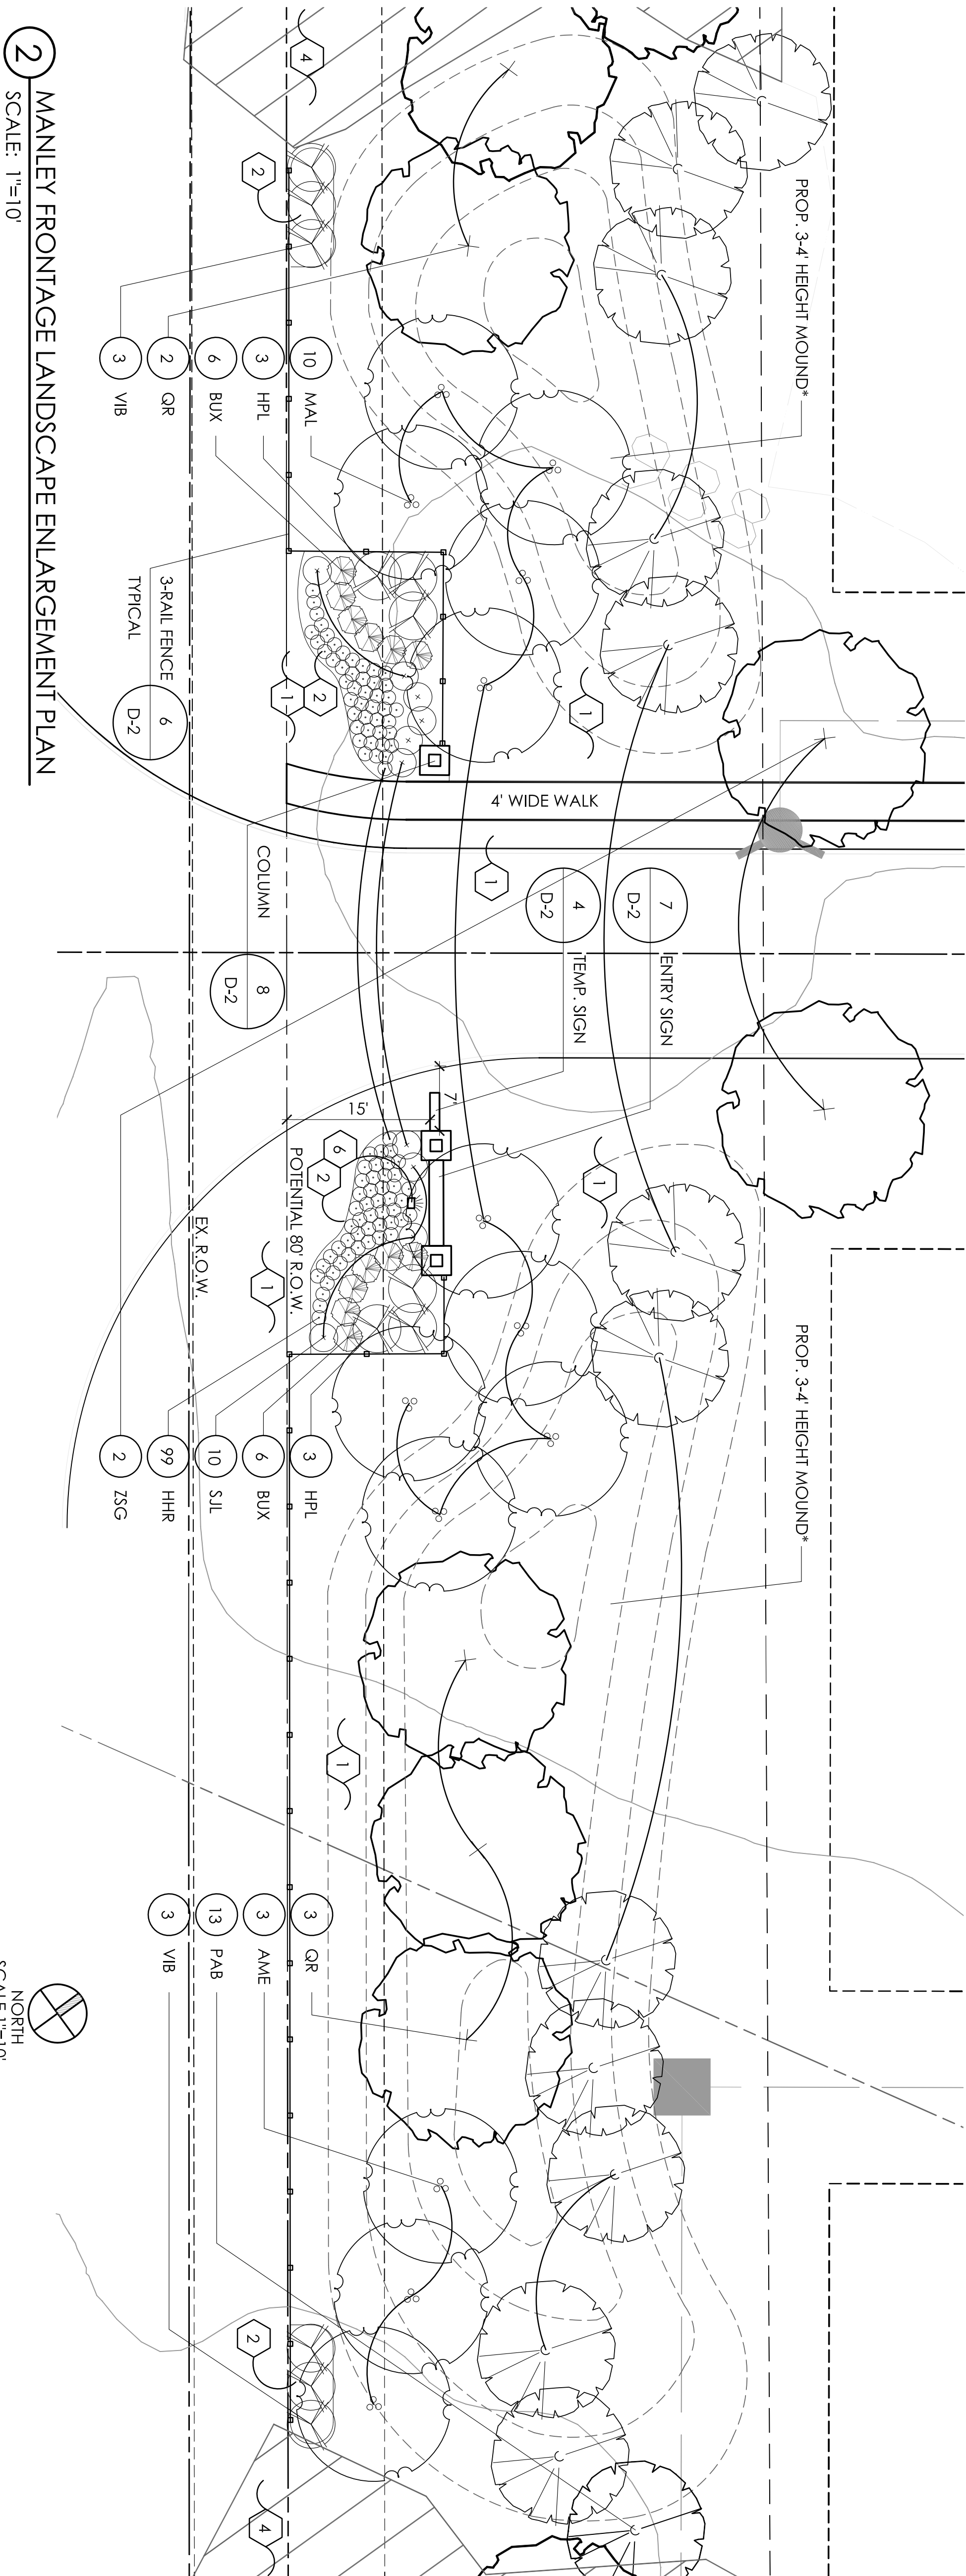 2
MANLEY FRONTAGE LANDSCAPE ENLARGEMENT PLAN
SCALE: 1"=10'
4
2
PROP. 3-4' HEIGHT MOUND*
10 MAL
3 HPL
6 BUX
2 QR
3 VIB
3-RAIL FENCE
TYPICAL
6
D-2
2
1
1
4' WIDE WALK
1
COLUMN
8
D-2
4
D-2
TEMP. SIGN
7
D-2
ENTRY SIGN
7'
15'
6
2
1
1
POTENTIAL 80' R.O.W.
EX. R.O.W.
PROP. 3-4' HEIGHT MOUND*
3 HPL
6 BUX
10 SJL
99 HHR
2 ZSG
1
3 QR
3 AME
13 PAB
3 VIB
2
4
NORTH
SCALE 1"=10'